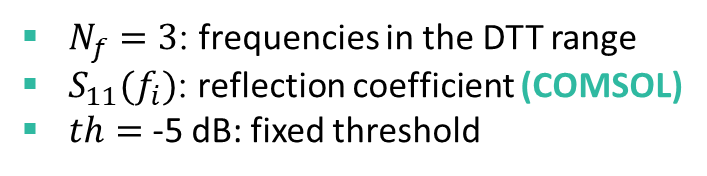 ▪ N_f = 3: frequencies in the DTT range
▪ S_11(f_i): reflection coefficient (COMSOL)
▪ th = -5 dB: fixed threshold